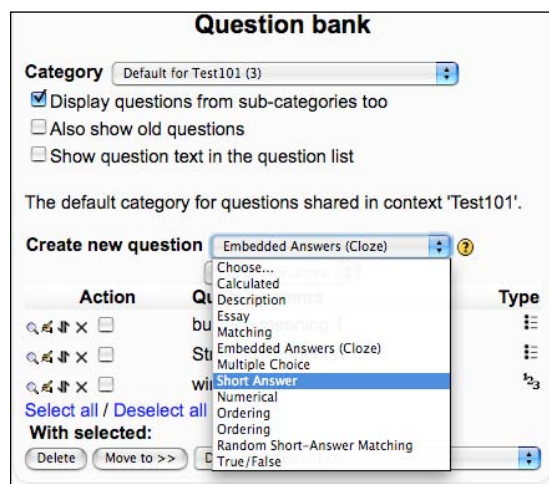 Question bank
Category Default for Test101 (3)
Display questions from sub-categories too
Also show old questions
Show question text in the question list
The default category for questions shared in context 'Test101'.
Create new question Embedded Answers (Cloze)
Choose...
Calculated
Description
Essay
Matching
Embedded Answers (Cloze)
Multiple Choice
Short Answer
Numerical
Ordering
Ordering
Random Short-Answer Matching
True/False
Action Type
Select all / Deselect all
With selected:
Delete Move to >>